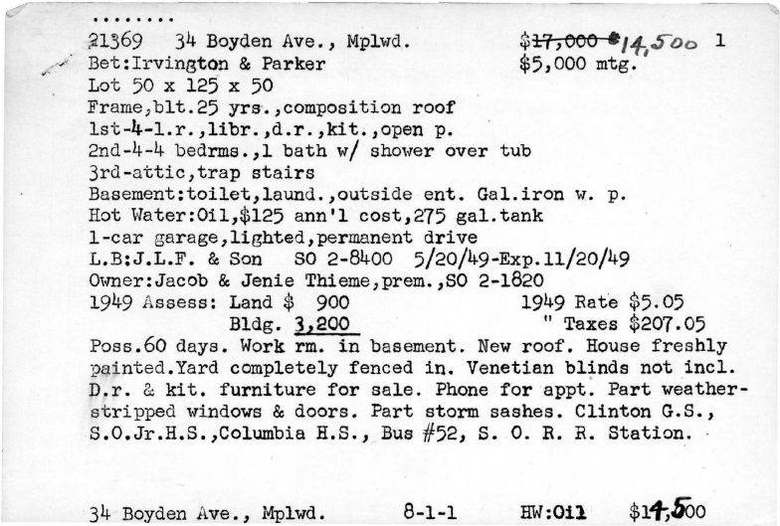 ........
21369 34 Boyden Ave., Mplwd. $17,000 $14,500 1
Bet:Irvington & Parker $5,000 mtg.
Lot 50 x 125 x 50
Frame,blt.25 yrs.,composition roof
1st-4-l.r.,libr.,d.r.,kit.,open p.
2nd-4-4 bedrms.,1 bath w/ shower over tub
3rd-attic,trap stairs
Basement:toilet,laund.,outside ent. Gal.iron w. p.
Hot Water:Oil,$125 ann'l cost,275 gal.tank
1-car garage,lighted,permanent drive
L.B:J.L.F. & Son SO 2-8400 5/20/49-Exp.11/20/49
Owner:Jacob & Jenie Thieme,prem.,SO 2-1820
1949 Assess: Land $ 900 1949 Rate $5.05
Bldg. 3,200 " Taxes $207.05
Poss.60 days. Work rm. in basement. New roof. House freshly
painted.Yard completely fenced in. Venetian blinds not incl.
D.r. & kit. furniture for sale. Phone for appt. Part weather-
stripped windows & doors. Part storm sashes. Clinton G.S.,
S.O.Jr.H.S.,Columbia H.S., Bus #52, S. O. R. R. Station.
34 Boyden Ave., Mplwd. 8-1-1 HW:Oil $14,500